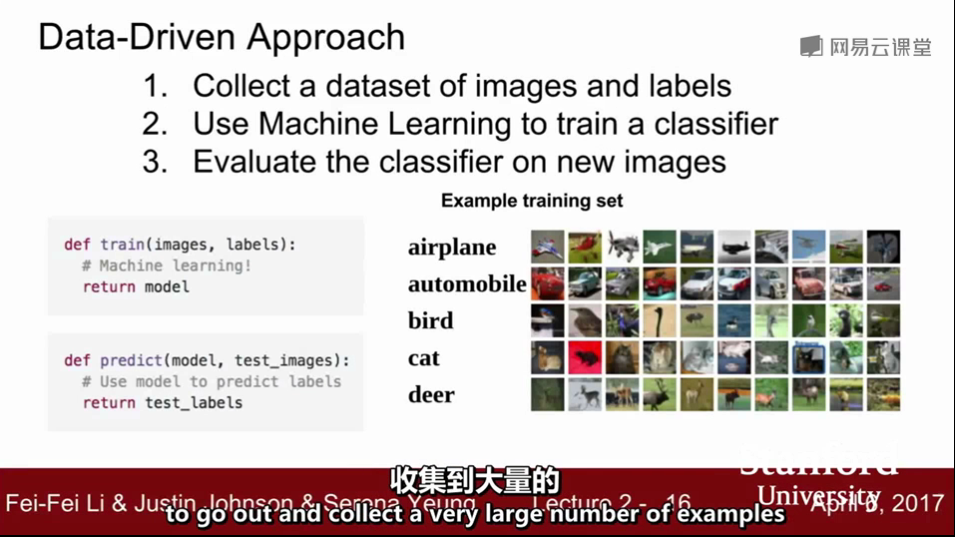 Data-Driven Approach
网易云课堂
1. Collect a dataset of images and labels
2. Use Machine Learning to train a classifier
3. Evaluate the classifier on new images
Example training set
def train(images, labels):
# Machine learning!
return model
def predict(model, test_images):
# Use model to predict labels
return test_labels
airplane
automobile
bird
cat
deer
收集到大量的
Stanford
University
Fei-Fei Li & Justin Johnson & Serena Yeung
Lecture 2 - 16
April 6, 2017
to go out and collect a very large number of examples